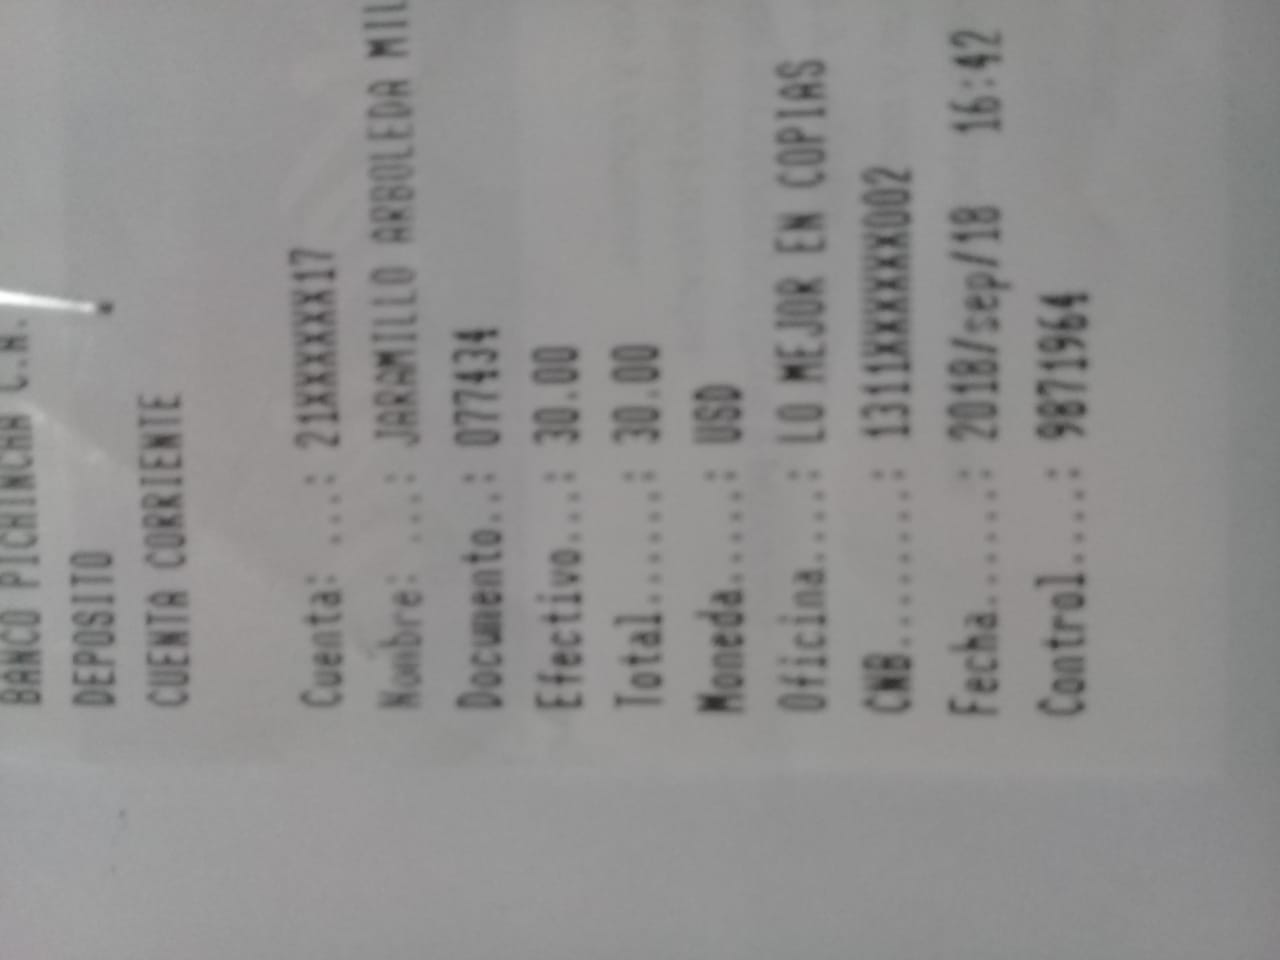 BANCO PICHINCHA C.A.
DEPOSITO
CUENTA CORRIENTE
Cuenta: ...: 21XXXXXX17
Nombre: ...: JARAMILLO ARBOLEDA MIL
Documento..: 077434
Efectivo...: 30.00
Total......: 30.00
Moneda.....: USD
Oficina....: LO MEJOR EN COPIAS
CNB........: 1311XXXXXX002
Fecha......: 2018/sep/18 16:42
Control....: 9871964